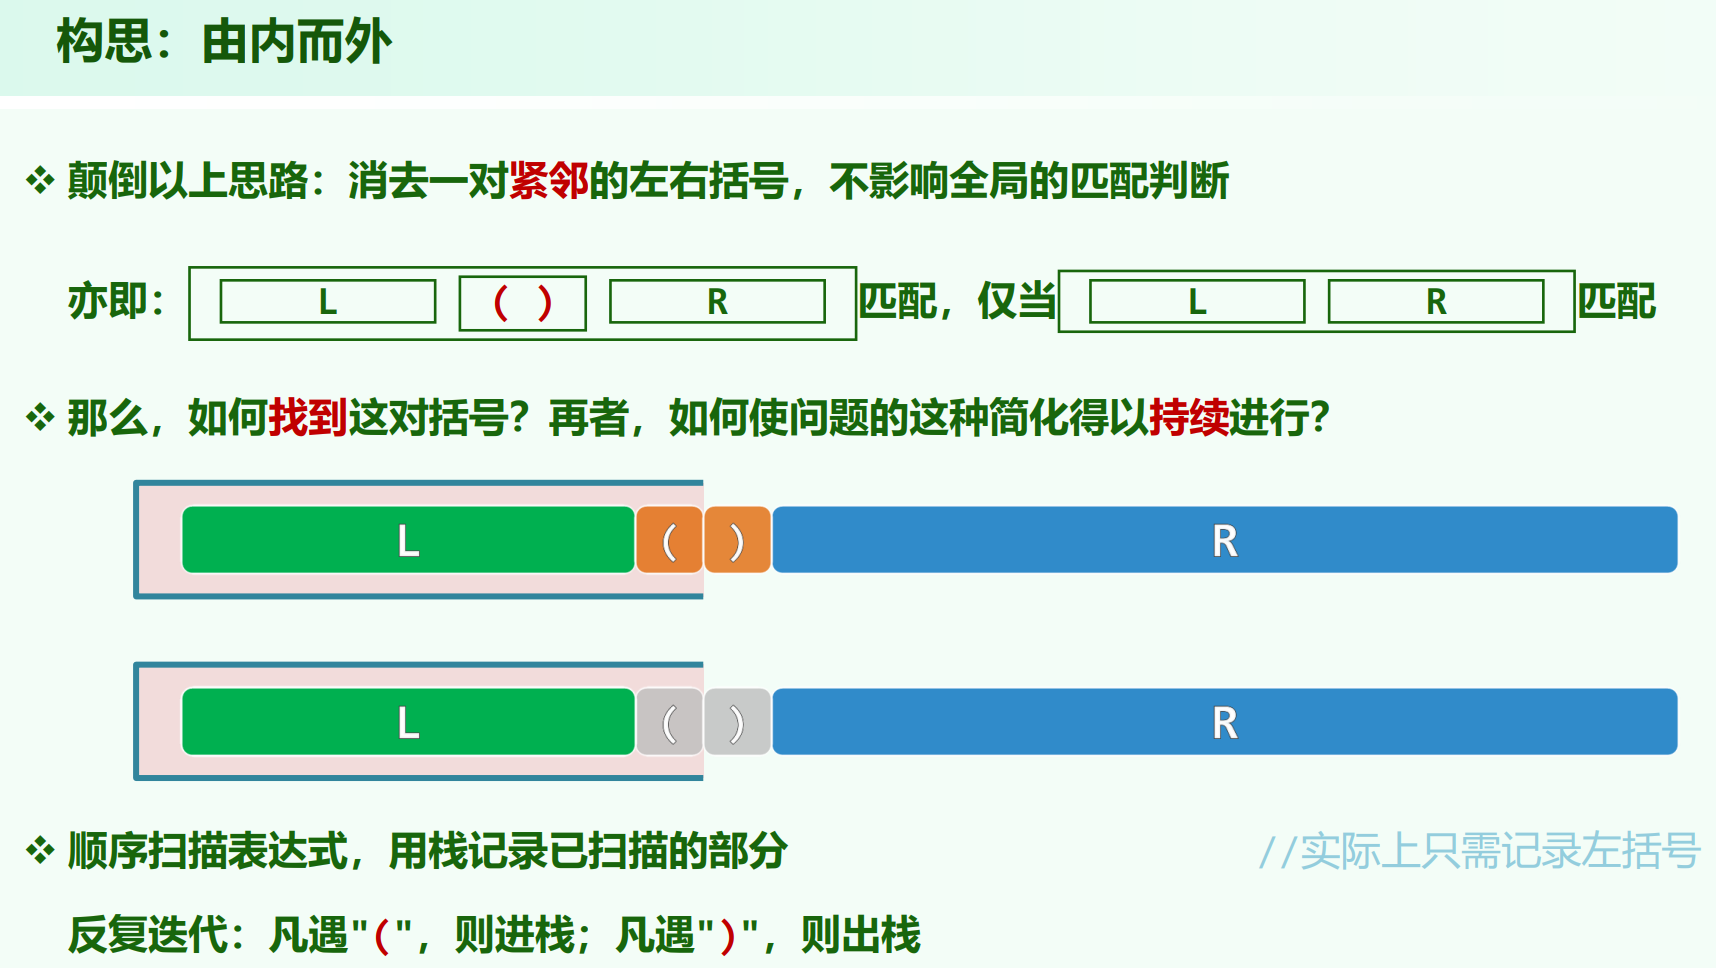 构思：由内而外
❖ 颠倒以上思路：消去一对紧邻的左右括号，不影响全局的匹配判断
亦即： L ( ) R 匹配，仅当 L R 匹配
❖ 那么，如何找到这对括号？再者，如何使问题的这种简化得以持续进行？
L ( ) R
L ( ) R
❖ 顺序扫描表达式，用栈记录已扫描的部分 //实际上只需记录左括号
反复迭代：凡遇"("，则进栈；凡遇")"，则出栈